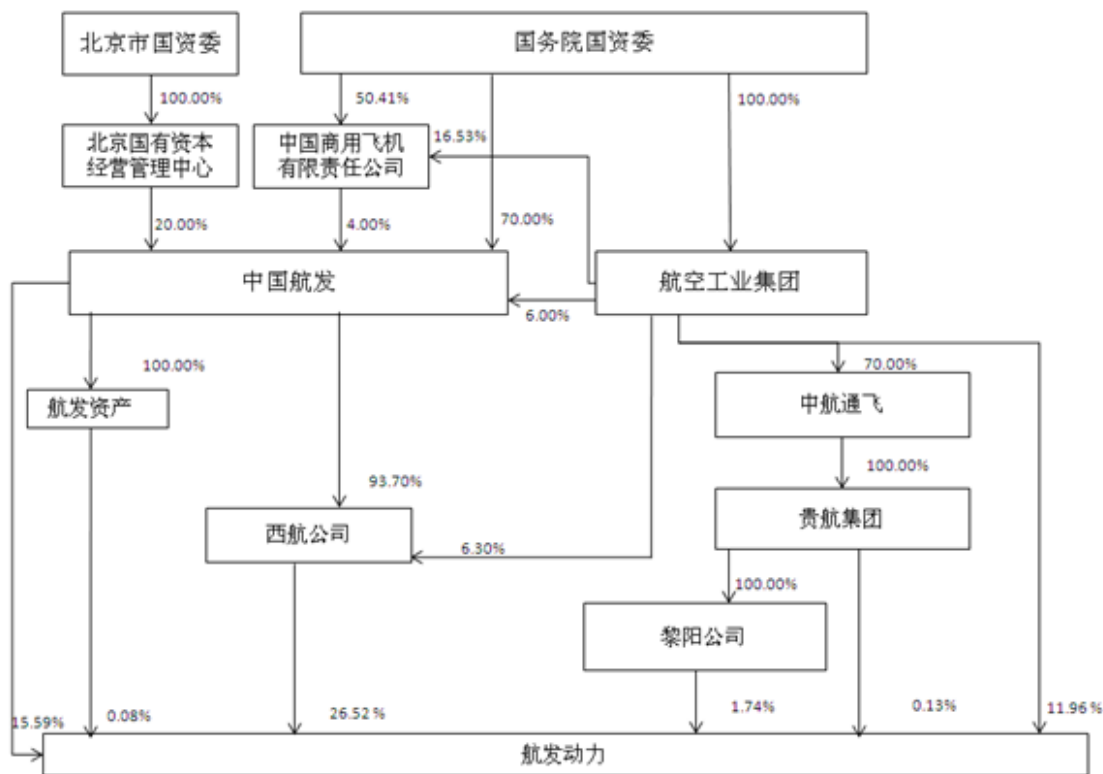 北京市国资委
国务院国资委
100.00%
50.41%
100.00%
北京国有资本
经营管理中心
中国商用飞机
有限责任公司
16.53%
20.00%
4.00%
70.00%
中国航发
航空工业集团
6.00%
100.00%
70.00%
航发资产
中航通飞
100.00%
93.70%
贵航集团
西航公司
6.30%
100.00%
黎阳公司
15.59%
0.08%
26.52%
1.74%
0.13%
11.96%
航发动力